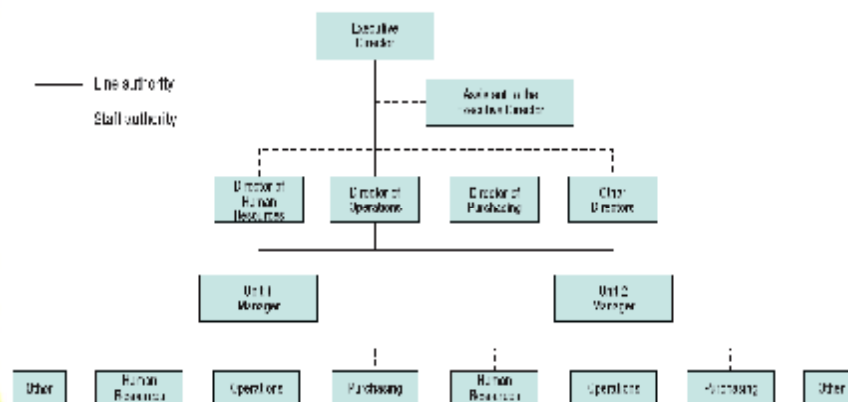 Executive
Director
Line authority
Assistant to the
Executive Director
Staff authority
Director of
Human
Resources
Director of
Operations
Director of
Purchasing
Other
Directors
Unit 1
Manager
Unit 2
Manager
Other
Human
Resources
Operations
Purchasing
Human
Resources
Operations
Purchasing
Other